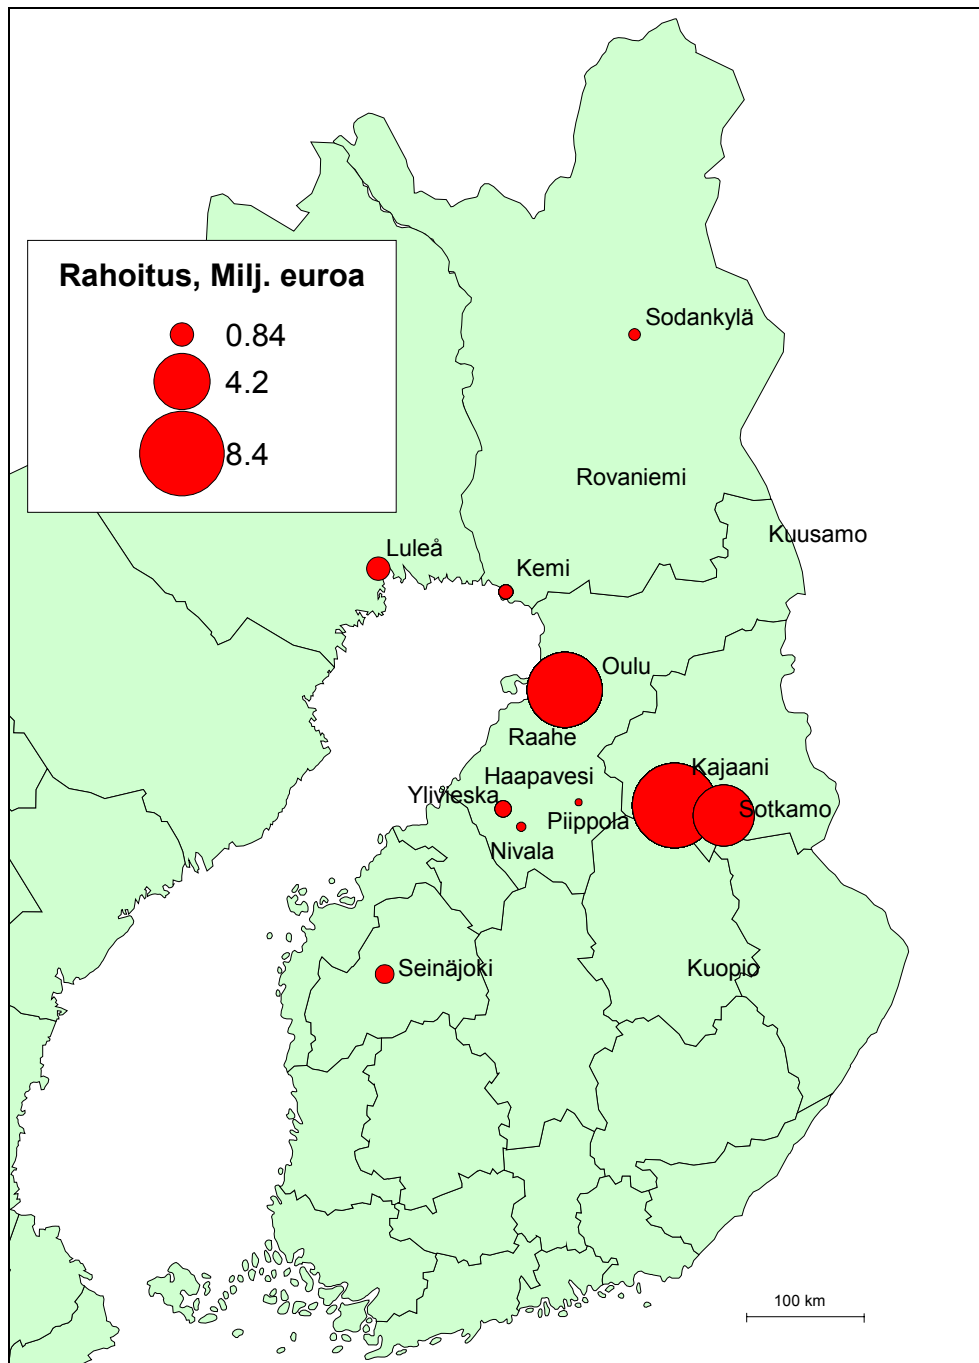 Rahoitus, Milj. euroa
0.84
4.2
8.4
Sodankylä
Rovaniemi
Kuusamo
Luleå
Kemi
Oulu
Raahe
Haapavesi
Kajaani
Ylivieska
Piippola
Sotkamo
Nivala
Seinäjoki
Kuopio
100 km